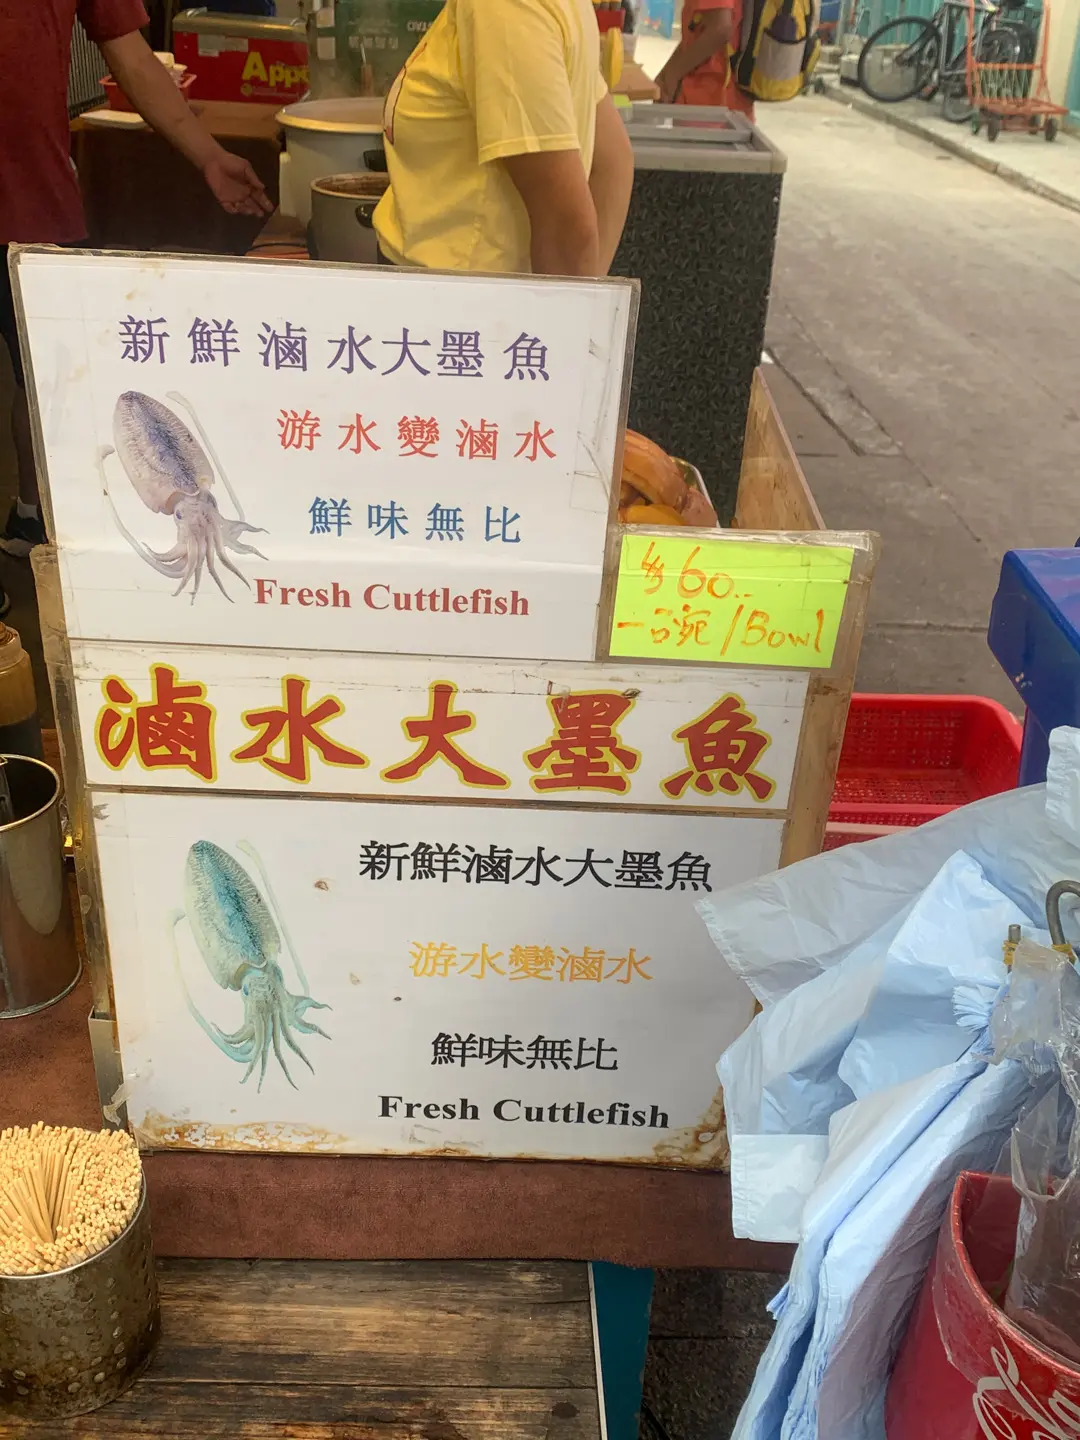 新鮮滷水大墨魚
游水變滷水
鮮味無比
Fresh Cuttlefish
$60..
一碗/Bowl
滷水大墨魚
新鮮滷水大墨魚
游水變滷水
鮮味無比
Fresh Cuttlefish